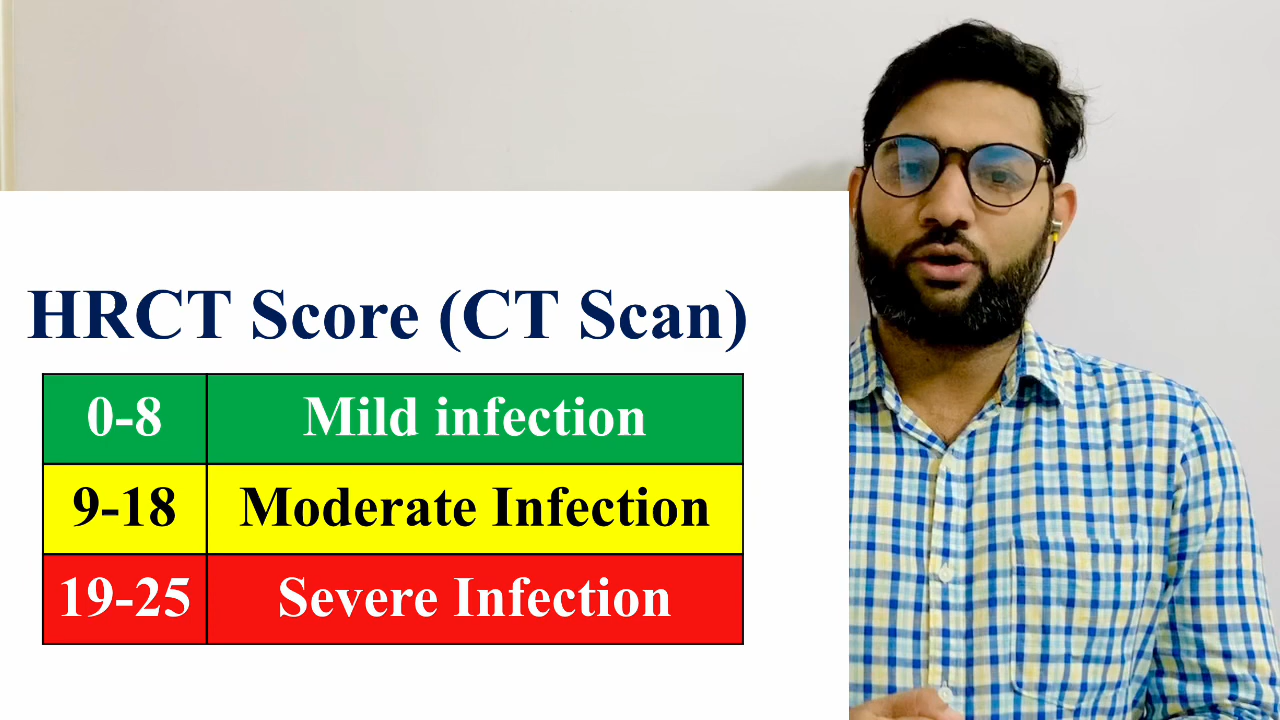 HRCT Score (CT Scan)
0-8 Mild infection
9-18 Moderate Infection
19-25 Severe Infection